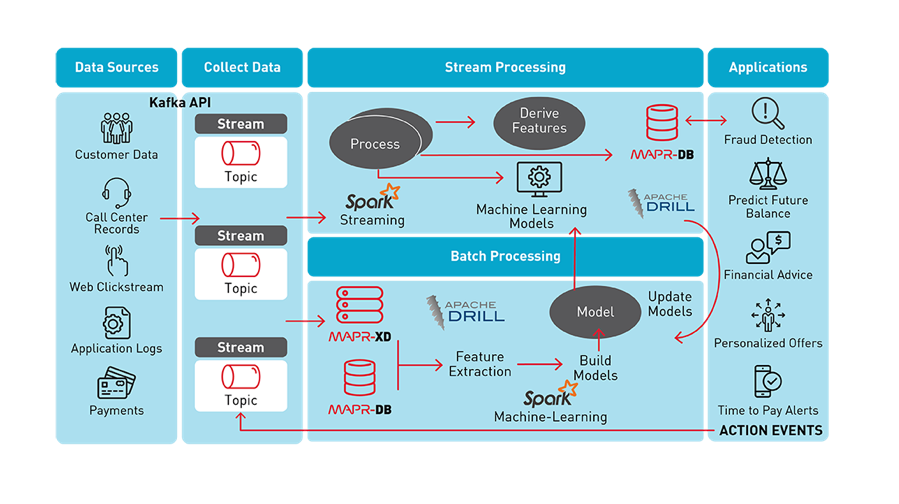 Data Sources
Collect Data
Stream Processing
Applications
Kafka API
Customer Data
Call Center
Records
Web Clickstream
Application Logs
Payments
Stream
Topic
Stream
Topic
Stream
Topic
Process
Derive
Features
MAPR-DB
Spark
Streaming
Machine Learning
Models
APACHE
DRILL
Batch Processing
MAPR-XD
APACHE
DRILL
Model
Update
Models
Feature
Extraction
Build
Models
MAPR-DB
Spark
Machine-Learning
Fraud Detection
$
Predict Future
Balance
Financial Advice
Personalized Offers
Time to Pay Alerts
ACTION EVENTS